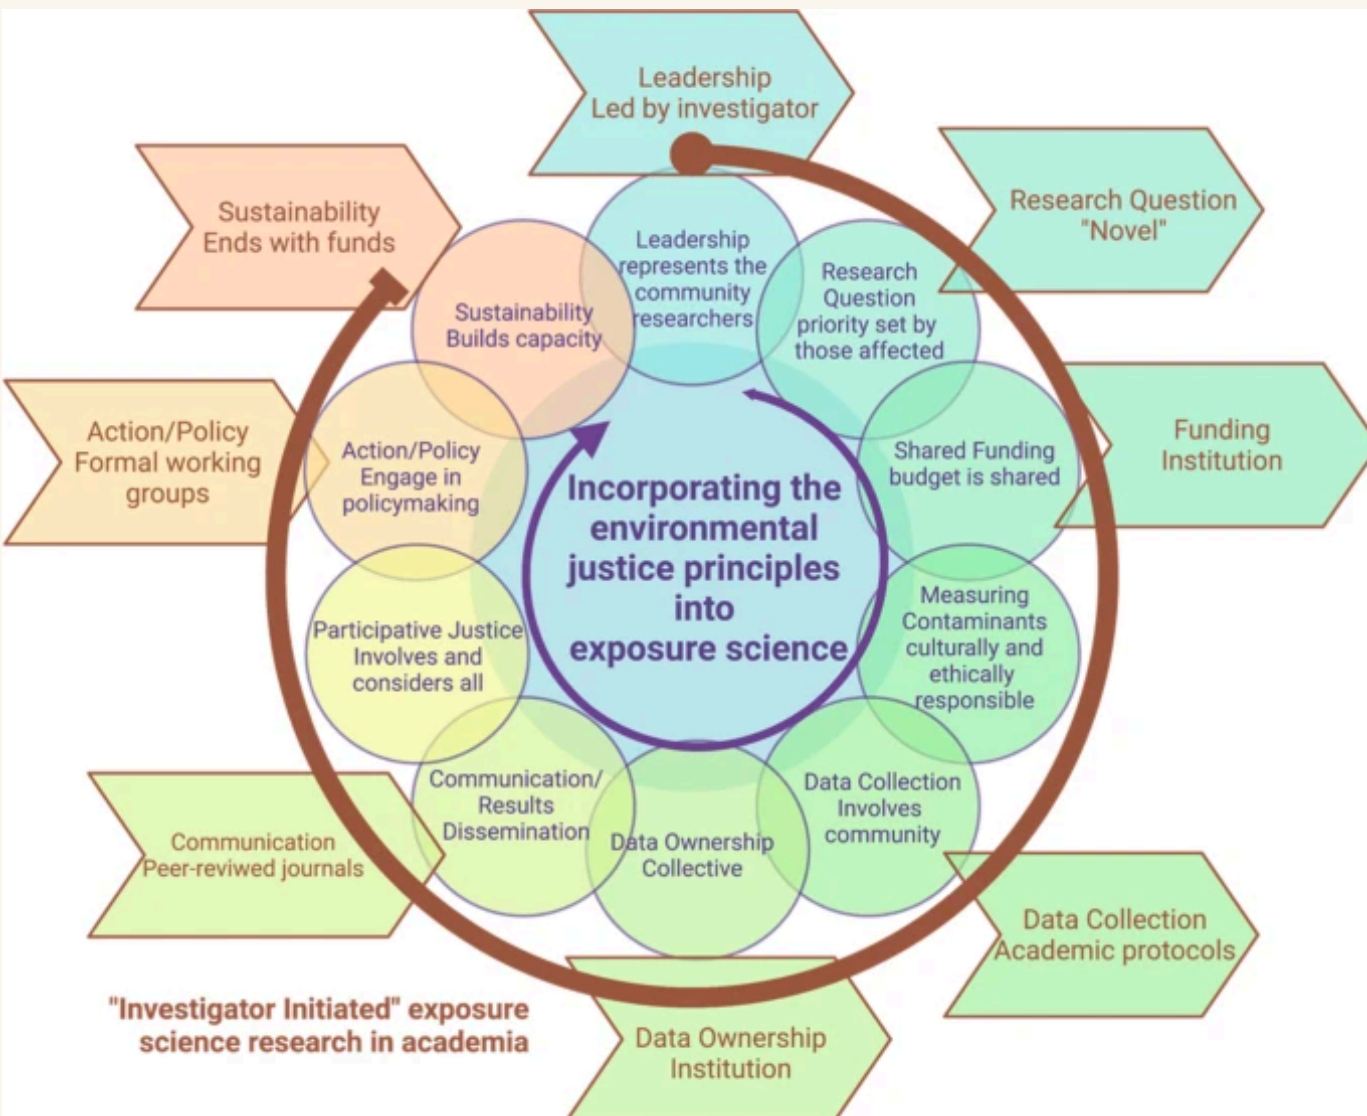 Leadership
Led by investigator
Research Question
"Novel"
Funding
Institution
Data Collection
Academic protocols
Data Ownership
Institution
Communication
Peer-reviwed journals
Action/Policy
Formal working
groups
Sustainability
Ends with funds
Leadership
represents the
community
researchers
Research
Question
priority set by
those affected
Shared Funding
budget is shared
Measuring
Contaminants
culturally and
ethically
responsible
Data Collection
Involves
community
Data Ownership
Collective
Communication/
Results
Dissemination
Participative Justice
Involves and
considers all
Action/Policy
Engage in
policymaking
Sustainability
Builds capacity
Incorporating the
environmental
justice principles
into
exposure science
"Investigator Initiated" exposure
science research in academia